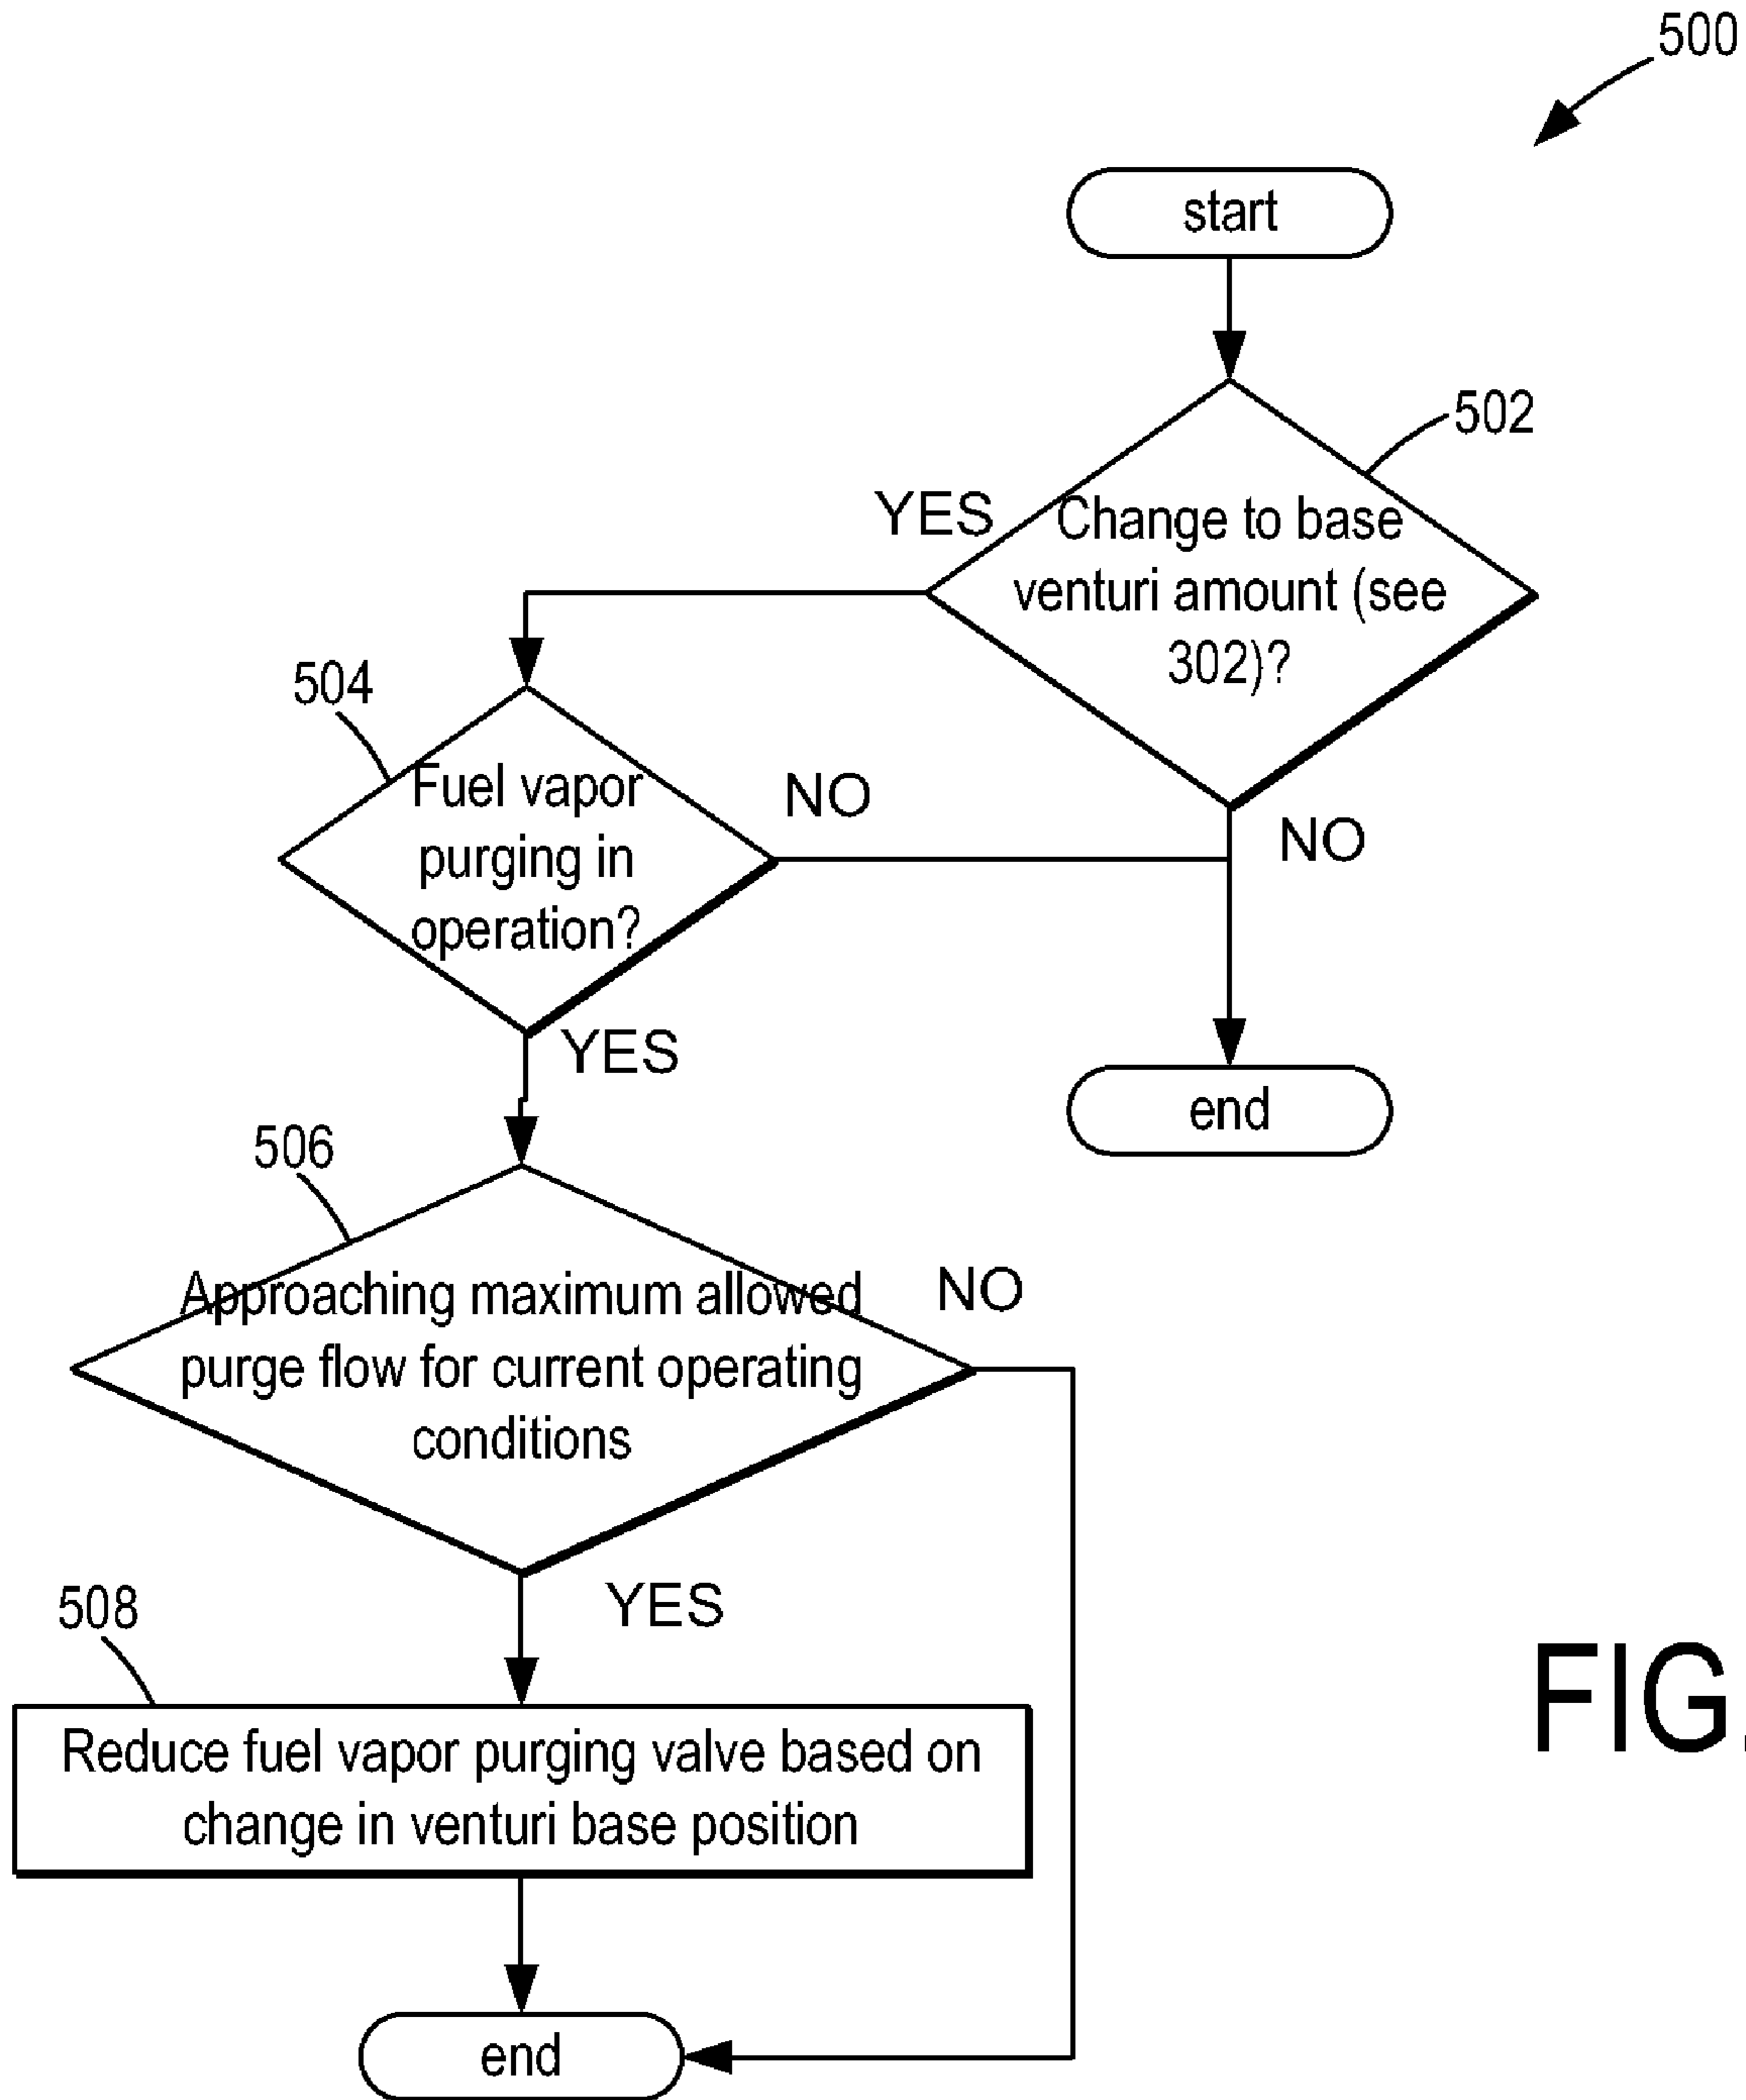 500
start
502
YES
Change to base
venturi amount (see
302)?
504
Fuel vapor
purging in
operation?
NO
NO
YES
end
506
Approaching maximum allowed
purge flow for current operating
conditions
NO
YES
508
Reduce fuel vapor purging valve based on
change in venturi base position
end
FIG.